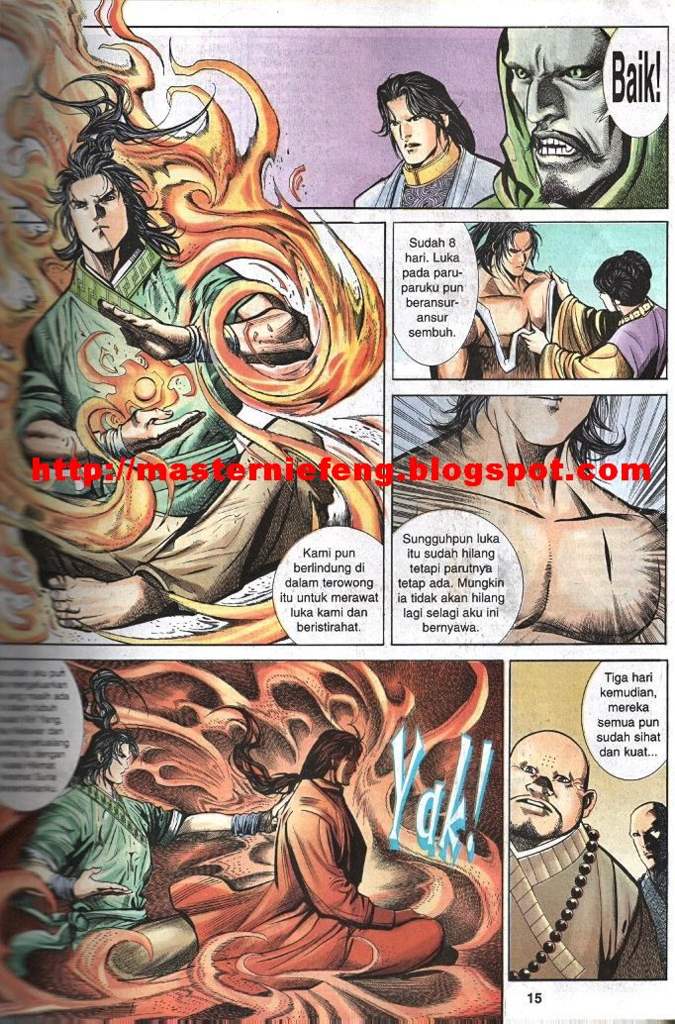 Baik!
Sudah 8
hari. Luka
pada paru-
paruku pun
beransur-
ansur
sembuh.
http://masterniefeng.blogspot.com
Kami pun
berlindung di
dalam terowong
itu untuk merawat
luka kami dan
beristirahat.
Sungguhpun luka
itu sudah hilang
tetapi parutnya
tetap ada. Mungkin
ia tidak akan hilang
lagi selagi aku ini
bernyawa.
aku pun
ada
Yak!
Tiga hari
kemudian,
mereka
semua pun
sudah sihat
dan kuat...
15